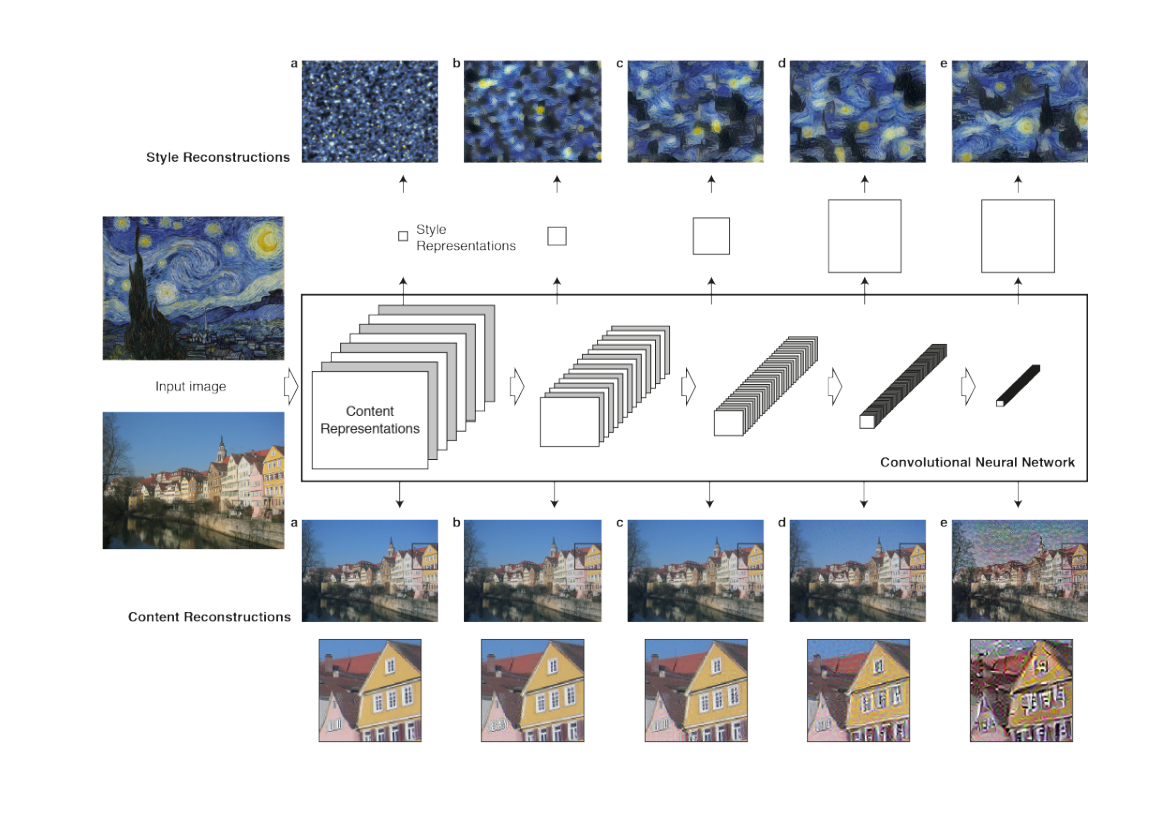 a
b
c
d
e
Style Reconstructions
Style
Representations
Input image
Content
Representations
Convolutional Neural Network
a
b
c
d
e
Content Reconstructions